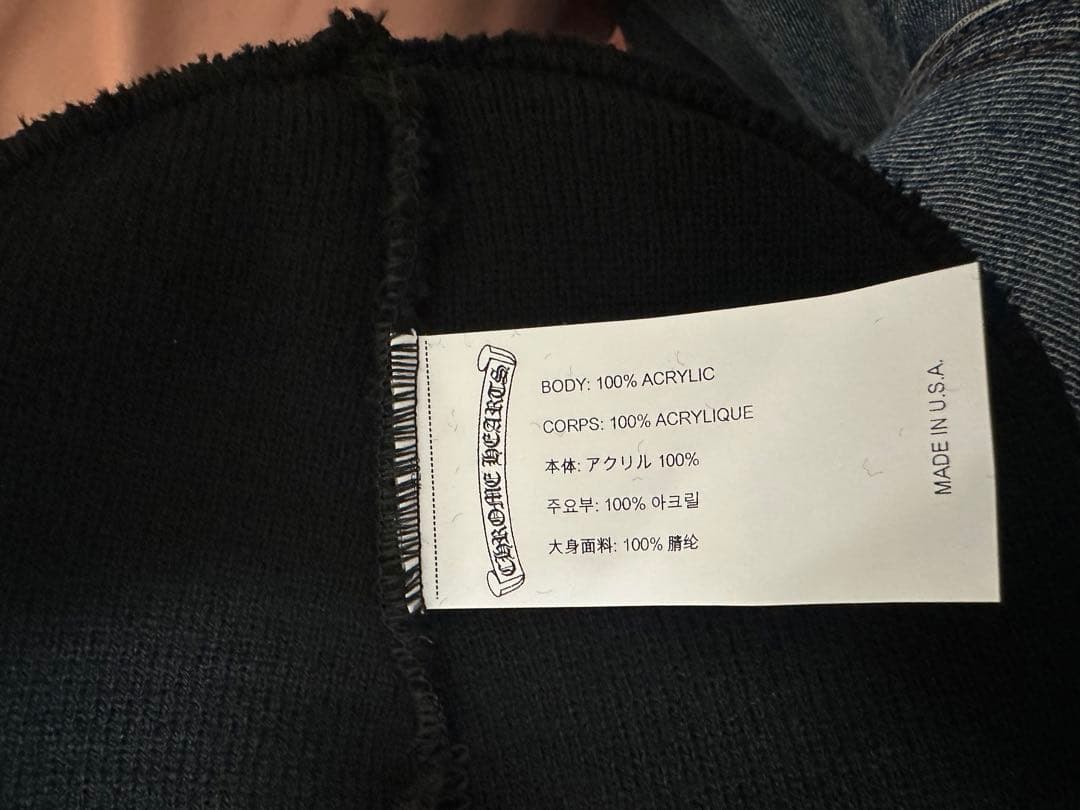 CHROME HEARTS
BODY: 100% ACRYLIC
CORPS: 100% ACRYLIQUE
本体: アクリル 100%
주요부: 100% 아크릴
大身面料: 100% 腈纶
MADE IN U.S.A.